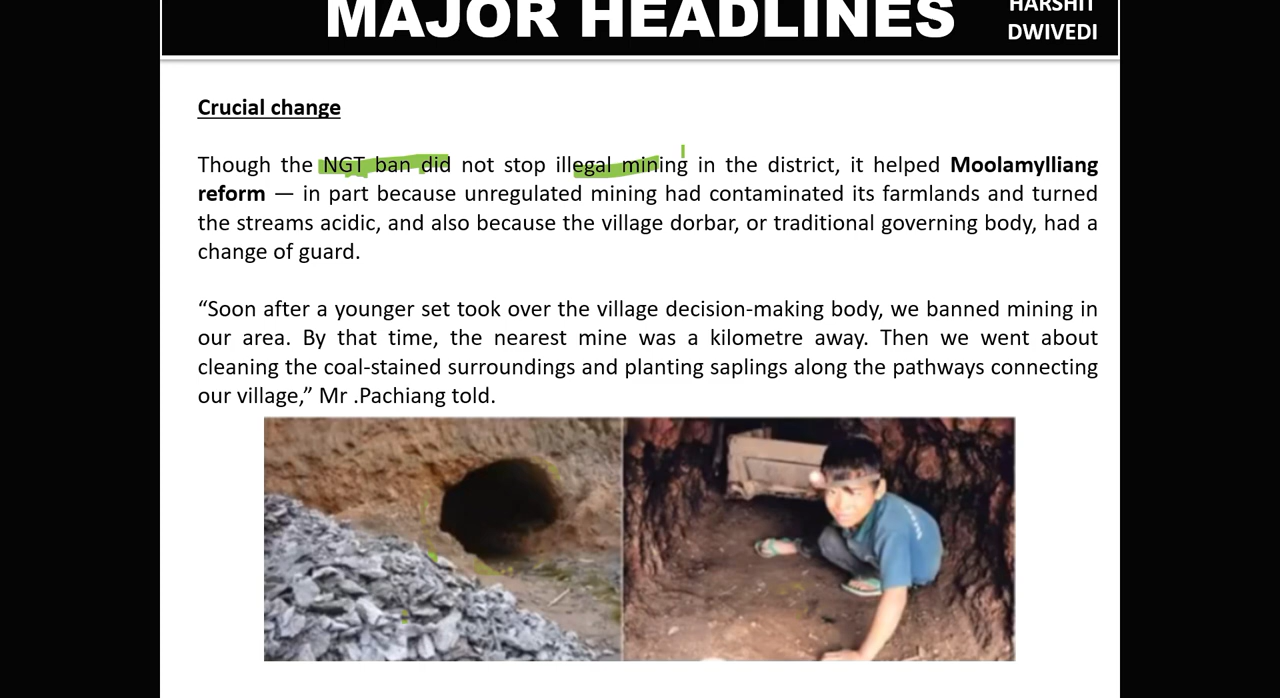 MAJOR HEADLINES
HARSHIT
DWIVEDI
Crucial change
Though the NGT ban did not stop illegal mining in the district, it helped Moolamylliang
reform — in part because unregulated mining had contaminated its farmlands and turned
the streams acidic, and also because the village dorbar, or traditional governing body, had a
change of guard.
“Soon after a younger set took over the village decision-making body, we banned mining in
our area. By that time, the nearest mine was a kilometre away. Then we went about
cleaning the coal-stained surroundings and planting saplings along the pathways connecting
our village,” Mr .Pachiang told.